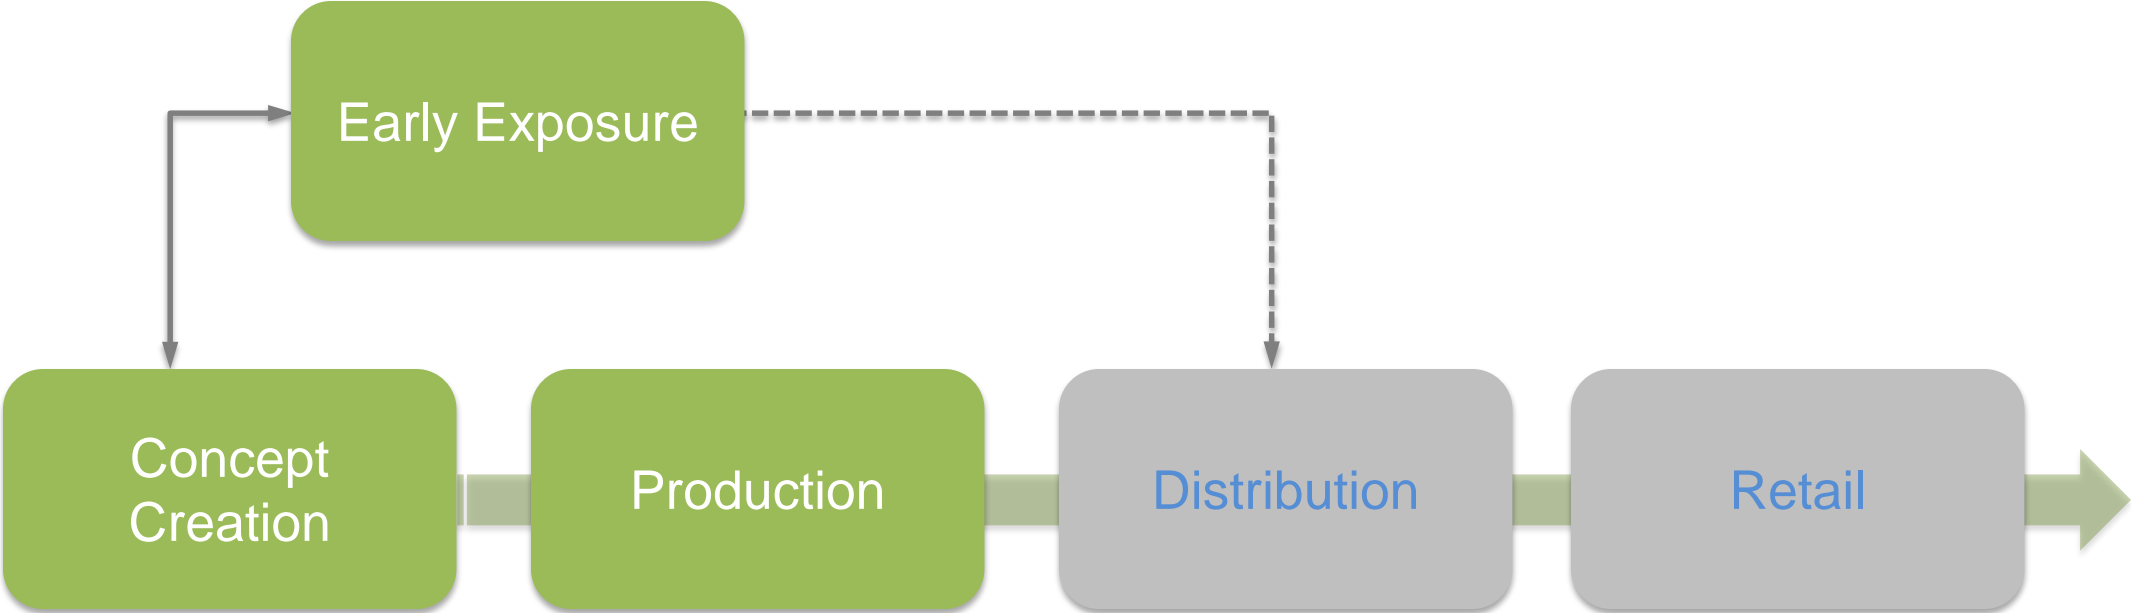 Early Exposure
Concept
Creation
Production
Distribution
Retail